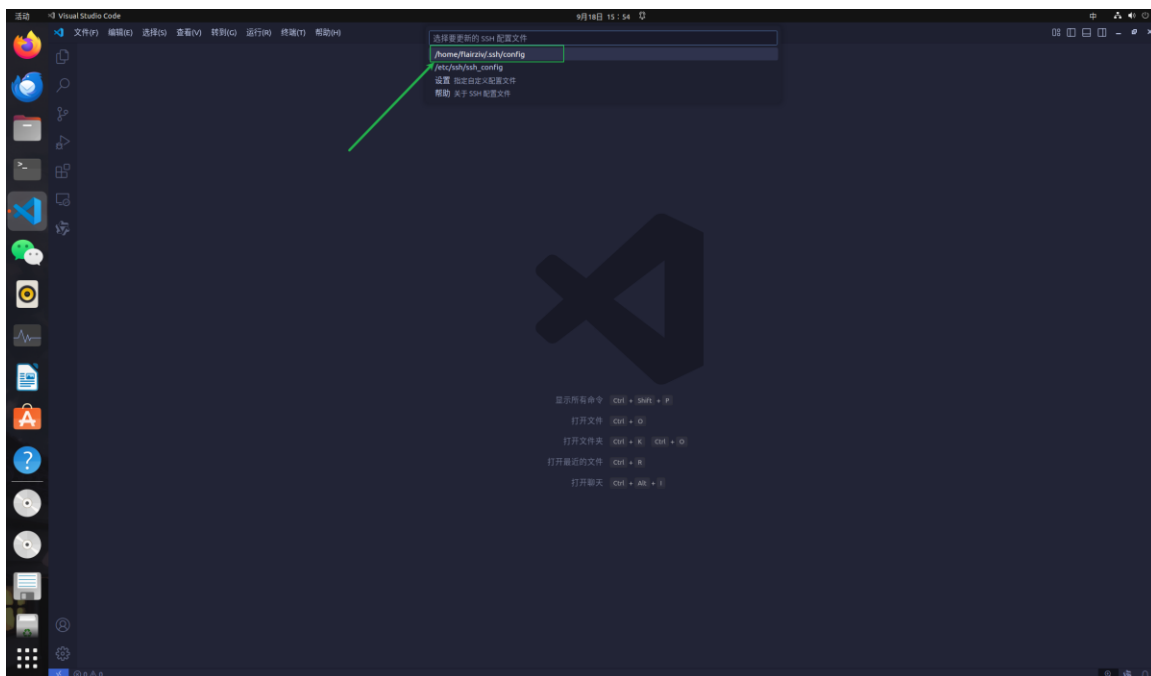 活动 Visual Studio Code 9月18日 15：54 中
文件(F) 编辑(E) 选择(S) 查看(V) 转到(G) 运行(R) 终端(T) 帮助(H)
选择要更新的 SSH 配置文件
/home/flairziv/.ssh/config
/etc/ssh/ssh_config
设置 指定自定义配置文件
帮助 关于 SSH 配置文件
显示所有命令 Ctrl + Shift + P
打开文件 Ctrl + O
打开文件夹 Ctrl + K Ctrl + O
打开最近的文件 Ctrl + R
打开聊天 Ctrl + Alt + I
0 0